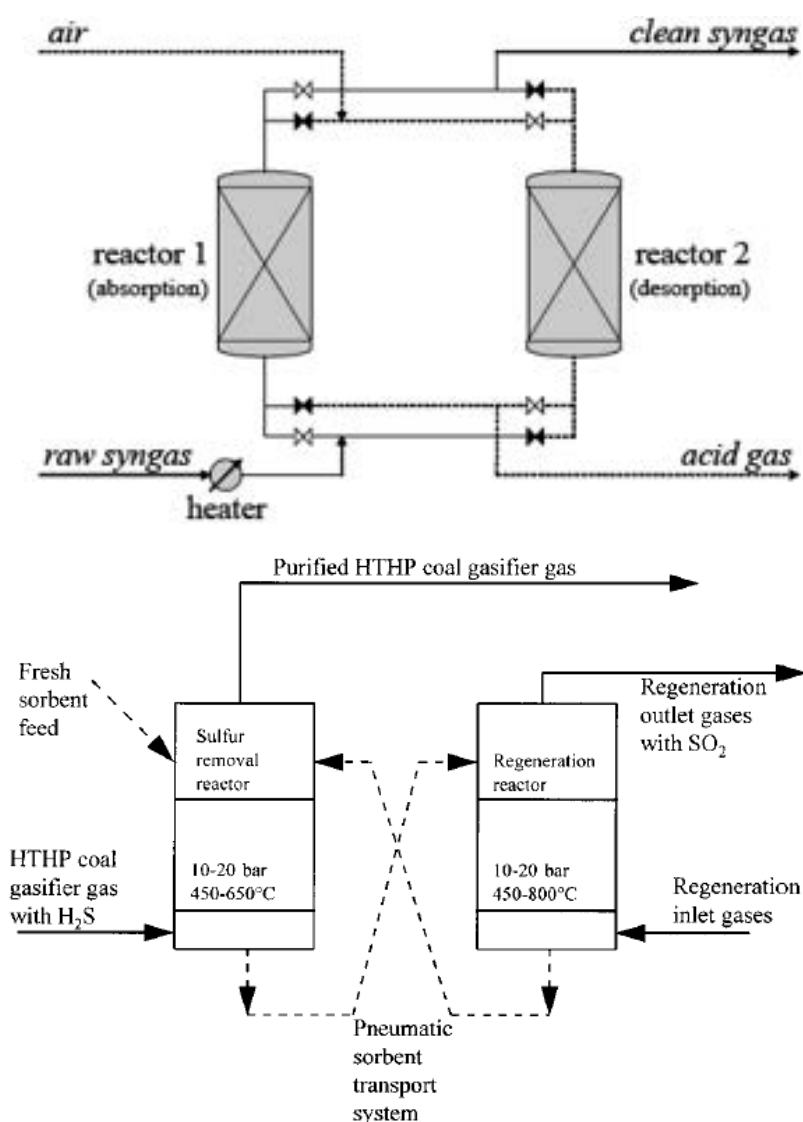 air
clean syngas
reactor 1
(absorption)
reactor 2
(desorption)
raw syngas
acid gas
heater
Purified HTHP coal gasifier gas
Fresh
sorbent
feed
Regeneration
outlet gases
with SO₂
Sulfur
removal
reactor
Regeneration
reactor
HTHP coal
gasifier gas
with H₂S
10-20 bar
450-650°C
10-20 bar
450-800°C
Regeneration
inlet gases
Pneumatic
sorbent
transport
system